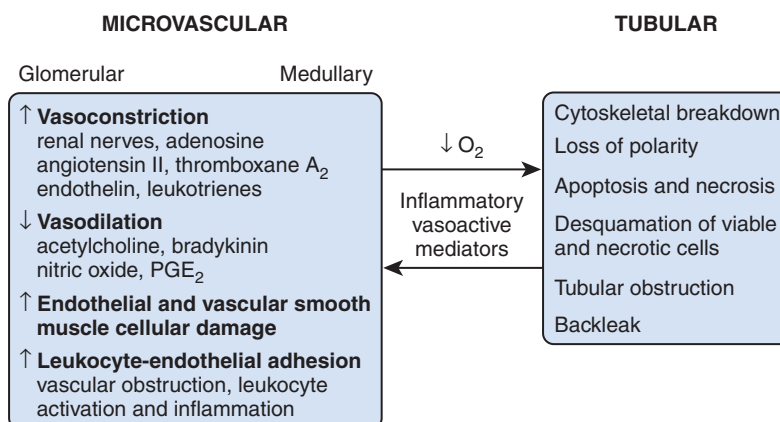 MICROVASCULAR
TUBULAR
Glomerular
Medullary
↑ Vasoconstriction
renal nerves, adenosine
angiotensin II, thromboxane A₂
endothelin, leukotrienes
↓ Vasodilation
acetylcholine, bradykinin
nitric oxide, PGE₂
↑ Endothelial and vascular smooth
muscle cellular damage
↑ Leukocyte-endothelial adhesion
vascular obstruction, leukocyte
activation and inflammation
↓ O₂
Inflammatory
vasoactive
mediators
Cytoskeletal breakdown
Loss of polarity
Apoptosis and necrosis
Desquamation of viable
and necrotic cells
Tubular obstruction
Backleak